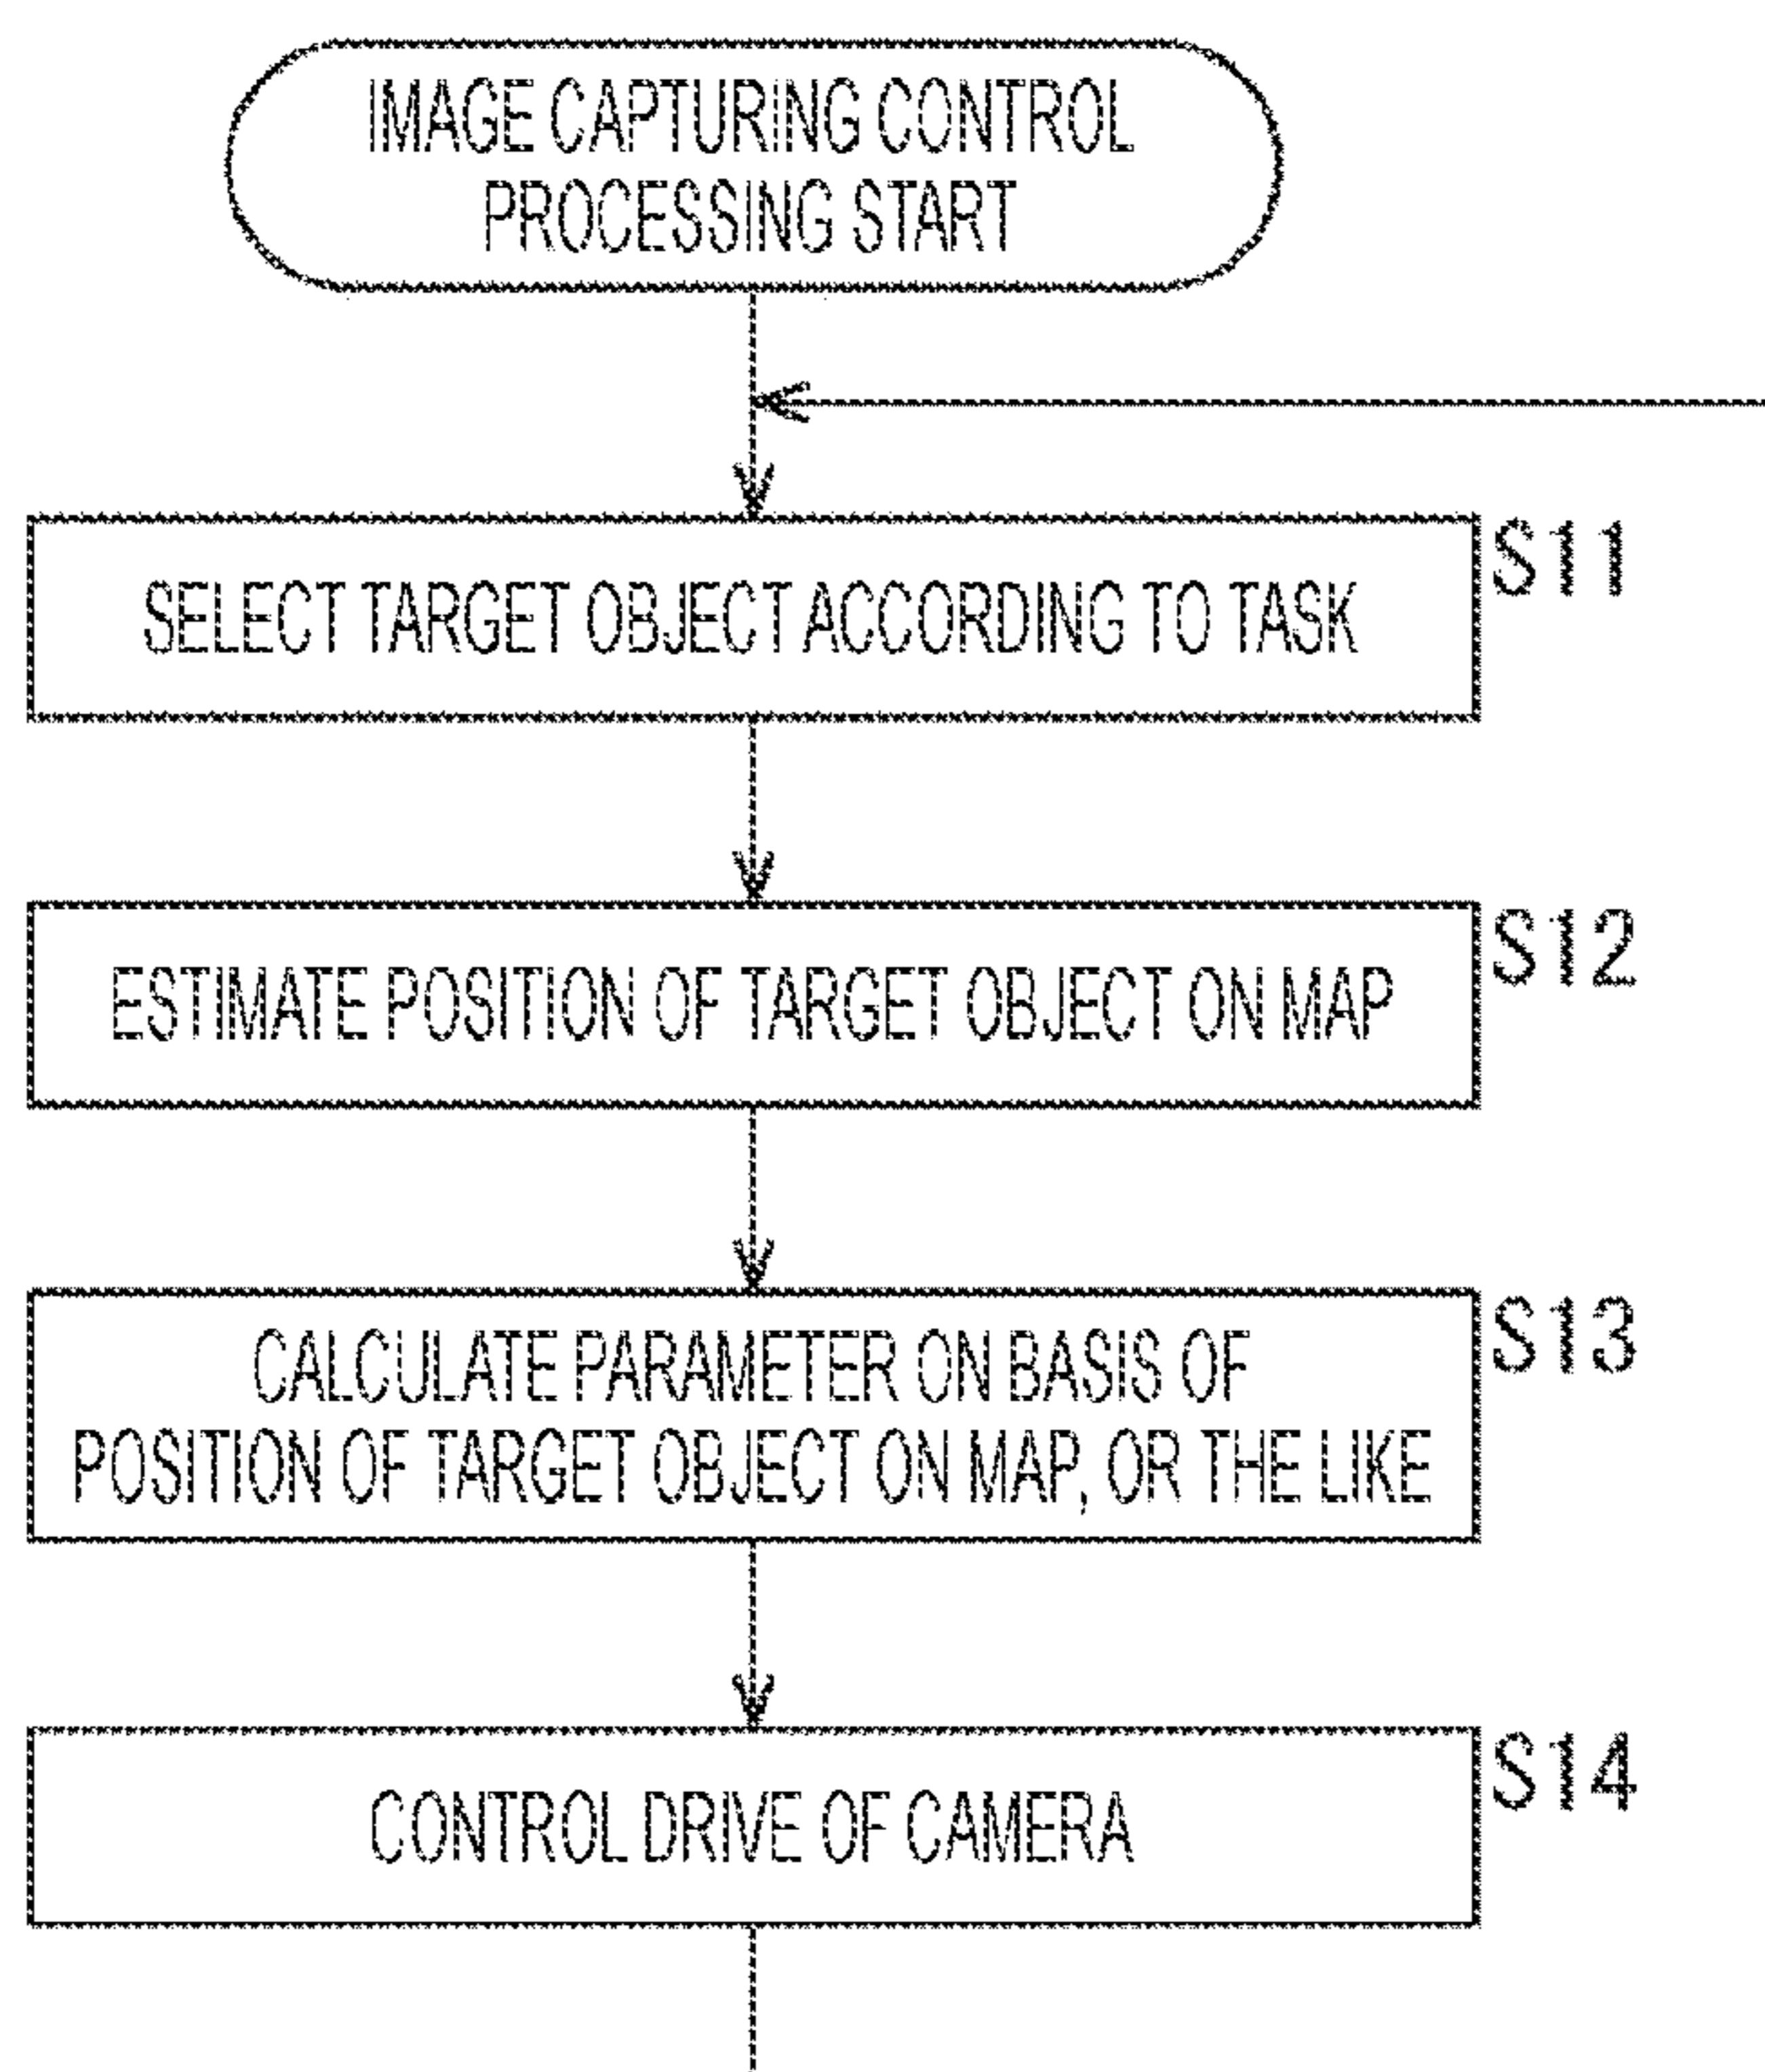 IMAGE CAPTURING CONTROL
PROCESSING START
S11
SELECT TARGET OBJECT ACCORDING TO TASK
S12
ESTIMATE POSITION OF TARGET OBJECT ON MAP
S13
CALCULATE PARAMETER ON BASIS OF
POSITION OF TARGET OBJECT ON MAP, OR THE LIKE
S14
CONTROL DRIVE OF CAMERA